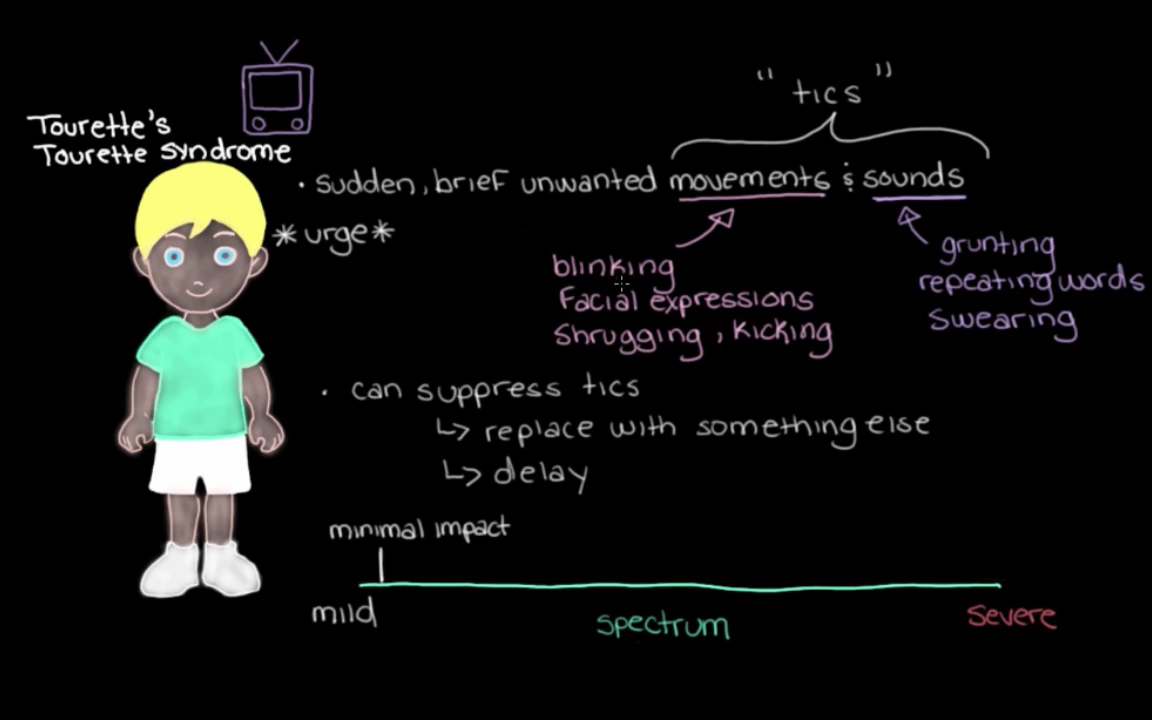 Tourette's
Tourette syndrome
"tics"
• sudden, brief unwanted movements & sounds
*urge*
blinking
Facial expressions
Shrugging, kicking
grunting
repeating words
swearing
• can suppress tics
↳ replace with something else
↳ delay
minimal impact
mild
spectrum
Severe